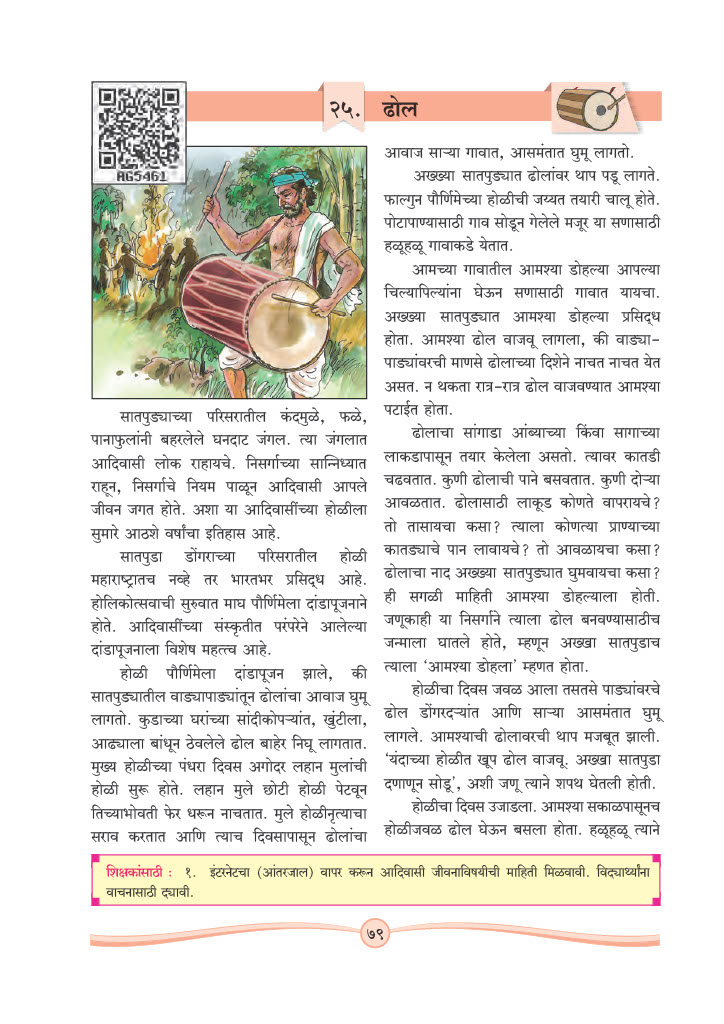 २५. ढोल
AG5461
सातपुड्याच्या परिसरातील कंदमुळे, फळे,
पानाफुलांनी बहरलेले घनदाट जंगल. त्या जंगलात
आदिवासी लोक राहायचे. निसर्गाच्या सान्निध्यात
राहून, निसर्गाचे नियम पाळून आदिवासी आपले
जीवन जगत होते. अशा या आदिवासींच्या होळीला
सुमारे आठशे वर्षांचा इतिहास आहे.
सातपुडा डोंगराच्या परिसरातील होळी
महाराष्ट्रातच नव्हे तर भारतभर प्रसिद्ध आहे.
होलिकोत्सवाची सुरुवात माघ पौर्णिमेला दांडापूजनाने
होते. आदिवासींच्या संस्कृतीत परंपरेने आलेल्या
दांडापूजनाला विशेष महत्त्व आहे.
होळी पौर्णिमेला दांडापूजन झाले, की
सातपुड्यातील वाड्यापाड्यांतून ढोलांचा आवाज घुमू
लागतो. कुडाच्या घरांच्या सांदीकोपऱ्यांत, खुंटीला,
आढ्याला बांधून ठेवलेले ढोल बाहेर निघू लागतात.
मुख्य होळीच्या पंधरा दिवस अगोदर लहान मुलांची
होळी सुरू होते. लहान मुले छोटी होळी पेटवून
तिच्याभोवती फेर धरून नाचतात. मुले होळीनृत्याचा
सराव करतात आणि त्याच दिवसापासून ढोलांचा
आवाज साऱ्या गावात, आसमंतात घुमू लागतो.
अख्ख्या सातपुड्यात ढोलांवर थाप पडू लागते.
फाल्गुन पौर्णिमेच्या होळीची जय्यत तयारी चालू होते.
पोटापाण्यासाठी गाव सोडून गेलेले मजूर या सणासाठी
हळूहळू गावाकडे येतात.
आमच्या गावातील आमश्या डोहल्या आपल्या
चिल्यापिल्यांना घेऊन सणासाठी गावात यायचा.
अख्ख्या सातपुड्यात आमश्या डोहल्या प्रसिद्ध
होता. आमश्या ढोल वाजवू लागला, की वाड्या-
पाड्यांवरची माणसे ढोलाच्या दिशेने नाचत नाचत येत
असत. न थकता रात्र-रात्र ढोल वाजवण्यात आमश्या
पटाईत होता.
ढोलाचा सांगाडा आंब्याच्या किंवा सागाच्या
लाकडापासून तयार केलेला असतो. त्यावर कातडी
चढवतात. कुणी ढोलाची पाने बसवतात. कुणी दोऱ्या
आवळतात. ढोलासाठी लाकूड कोणते वापरायचे?
तो तासायचा कसा? त्याला कोणत्या प्राण्याच्या
कातड्याचे पान लावायचे? तो आवळायचा कसा?
ढोलाचा नाद अख्ख्या सातपुड्यात घुमवायचा कसा?
ही सगळी माहिती आमश्या डोहल्याला होती.
जणूकाही या निसर्गाने त्याला ढोल बनवण्यासाठीच
जन्माला घातले होते, म्हणून अख्खा सातपुडाच
त्याला ‘आमश्या डोहला’ म्हणत होता.
होळीचा दिवस जवळ आला तसतसे पाड्यांवरचे
ढोल डोंगरदऱ्यांत आणि साऱ्या आसमंतात घुमू
लागले. आमश्याची ढोलावरची थाप मजबूत झाली.
‘यंदाच्या होळीत खूप ढोल वाजवू. अख्खा सातपुडा
दणाणून सोडू’, अशी जणू त्याने शपथ घेतली होती.
होळीचा दिवस उजाडला. आमश्या सकाळपासूनच
होळीजवळ ढोल घेऊन बसला होता. हळूहळू त्याने
शिक्षकांसाठी : १. इंटरनेटचा (आंतरजाल) वापर करून आदिवासी जीवनाविषयीची माहिती मिळवावी. विद्यार्थ्यांना
वाचनासाठी द्यावी.
७९